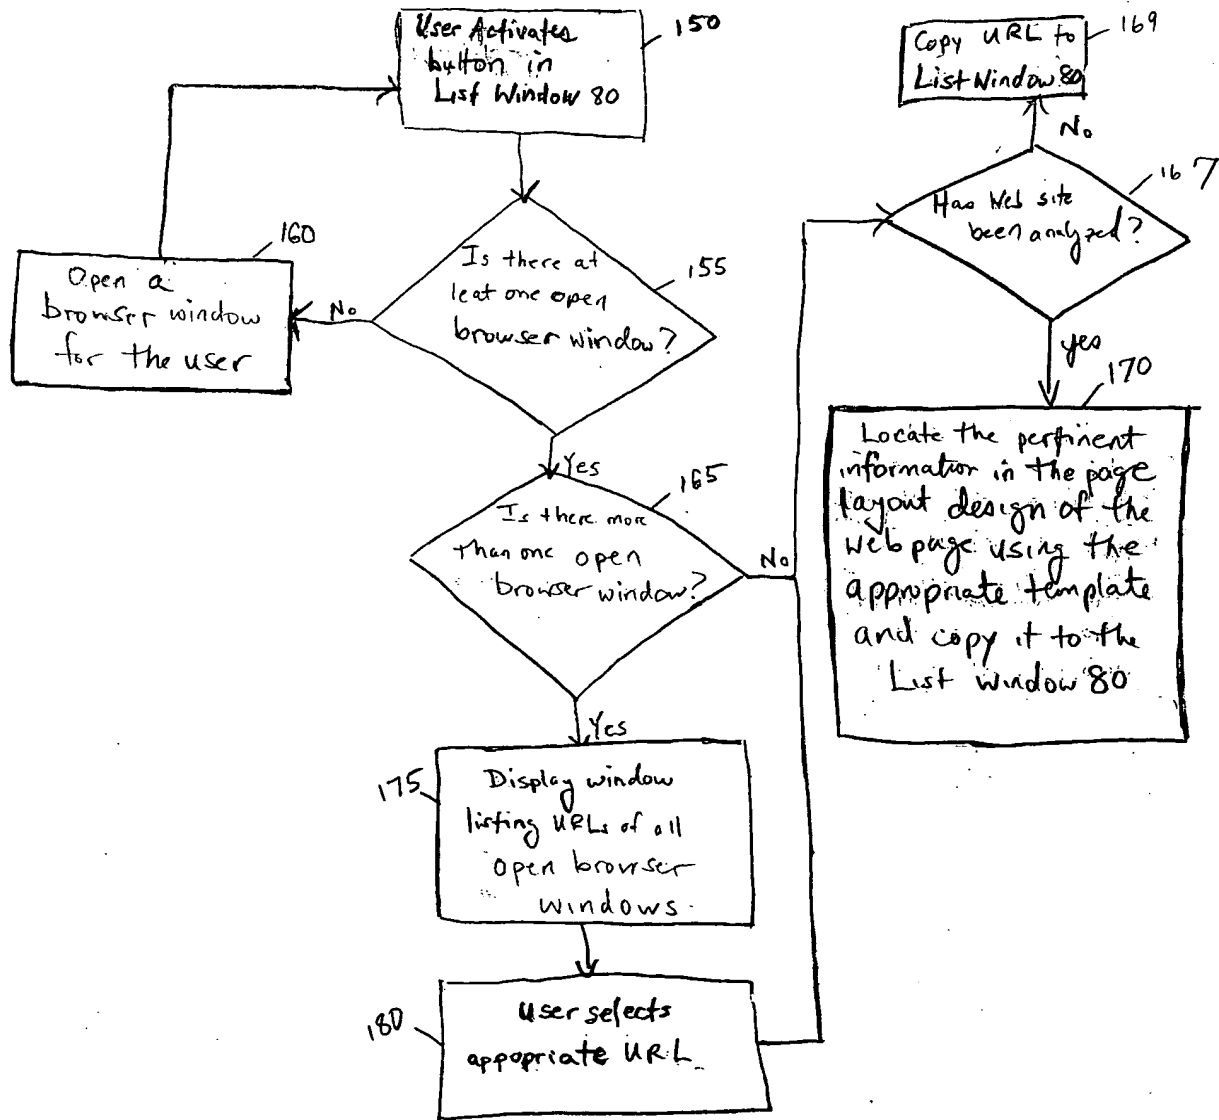 User Activates
button in
List Window 80
150
Copy URL to
List Window 80
169
No
Has Web site
been analyzed?
167
yes
160
Open a
browser window
for the user
No
Is there at
leat one open
browser window?
155
Yes
Is there more
than one open
browser window?
165
No
170
Locate the pertinent
information in the page
layout design of the
webpage using the
appropriate template
and copy it to the
List window 80
Yes
175
Display window
listing URLs of all
open browser
windows.
180
User selects
appopriate URL